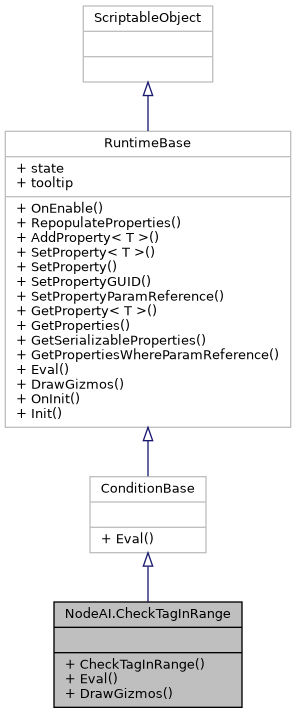 ScriptableObject
RuntimeBase
+ state
+ tooltip
+ OnEnable()
+ RepopulateProperties()
+ AddProperty< T >()
+ SetProperty< T >()
+ SetProperty()
+ SetPropertyGUID()
+ SetPropertyParamReference()
+ GetProperty< T >()
+ GetProperties()
+ GetSerializableProperties()
+ GetPropertiesWhereParamReference()
+ Eval()
+ DrawGizmos()
+ OnInit()
+ Init()
ConditionBase
+ Eval()
NodeAI.CheckTagInRange
+ CheckTagInRange()
+ Eval()
+ DrawGizmos()